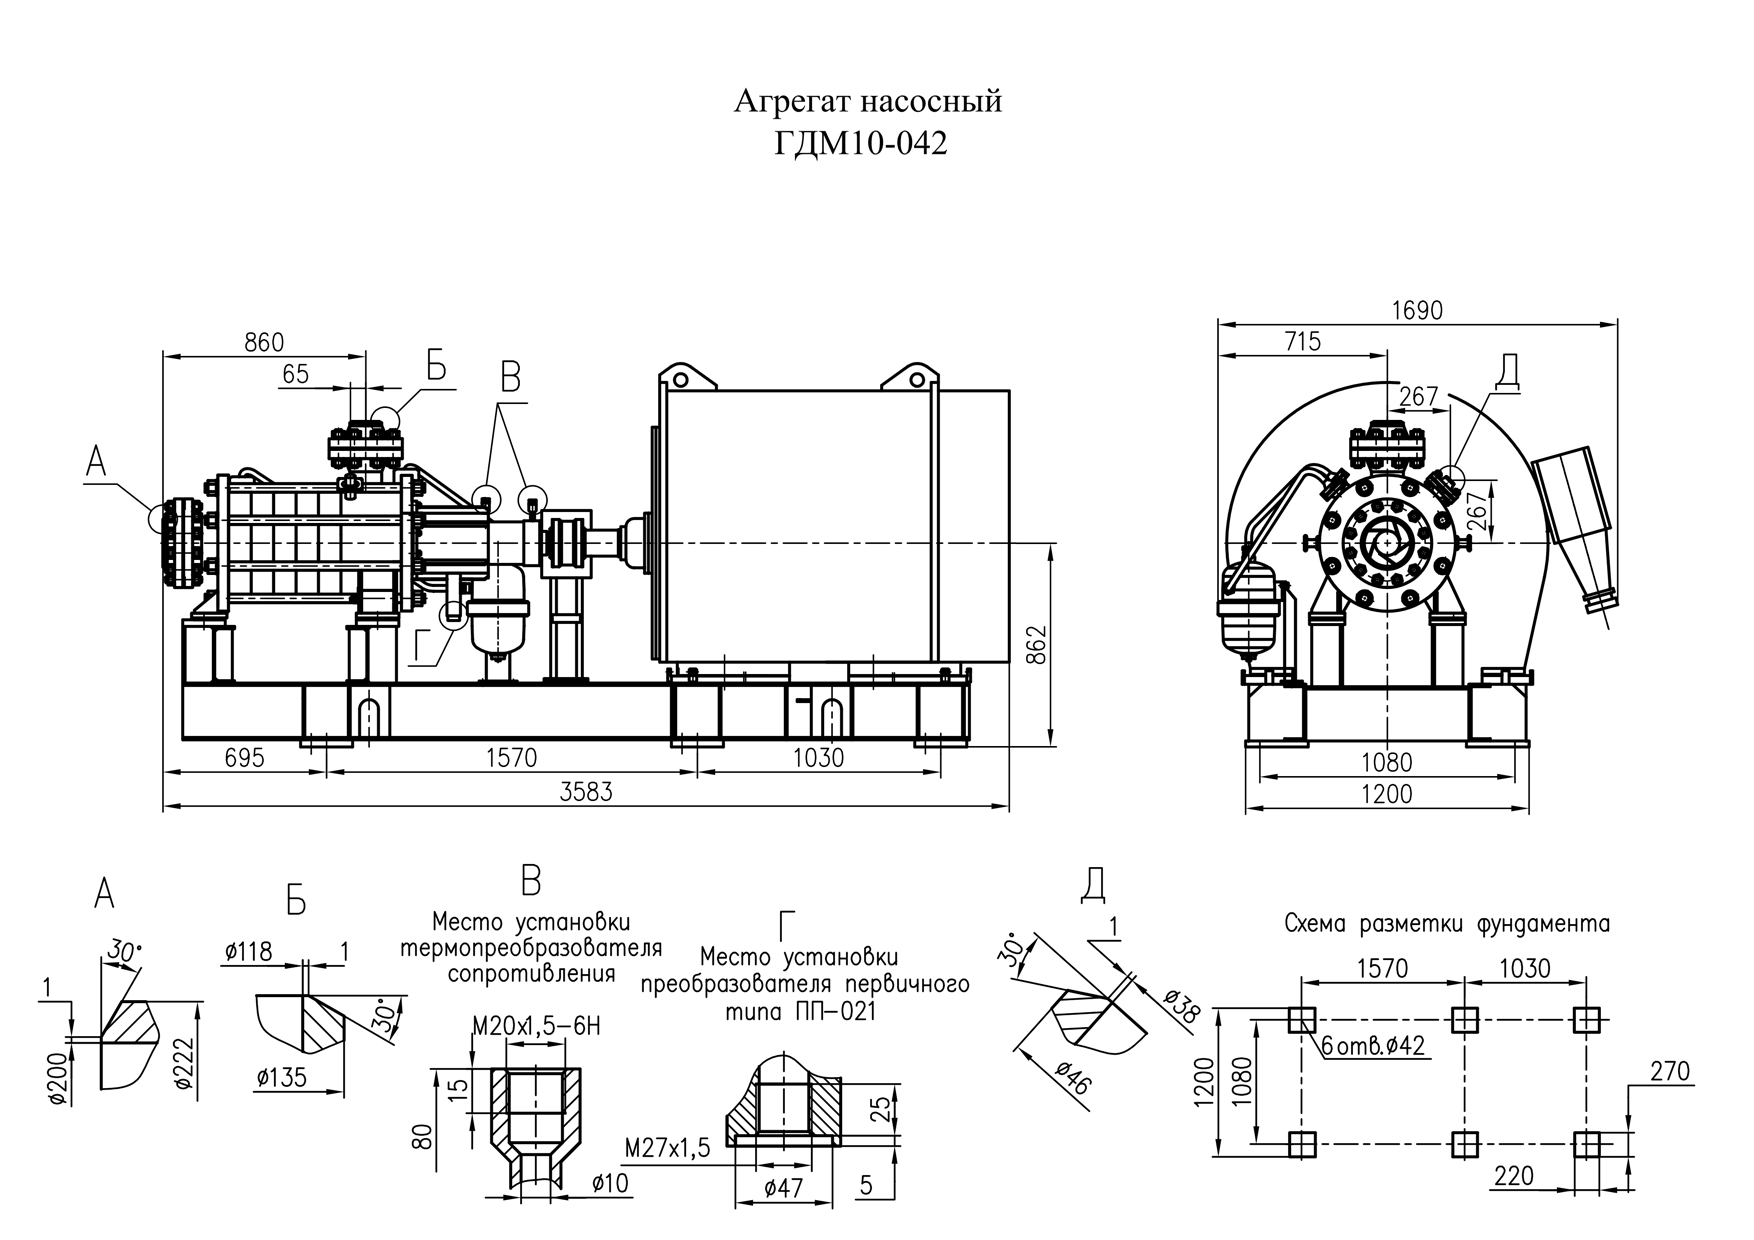 Агрегат насосный
ГДМ10-042
860
65
Б
В
А
Г
862
695
1570
1030
3583
1690
715
Д
267
267
1080
1200
А
30°
1
ø200
ø222
Б
ø118
1
30°
ø135
В
Место установки
термопреобразователя
сопротивления
М20х1,5-6Н
15
80
ø10
Г
Место установки
преобразователя первичного
типа ПП-021
25
М27х1,5
ø47
5
Д
1
30°
ø38
ø46
Схема разметки фундамента
1570
1030
6 отв.ø42
1200
1080
270
220